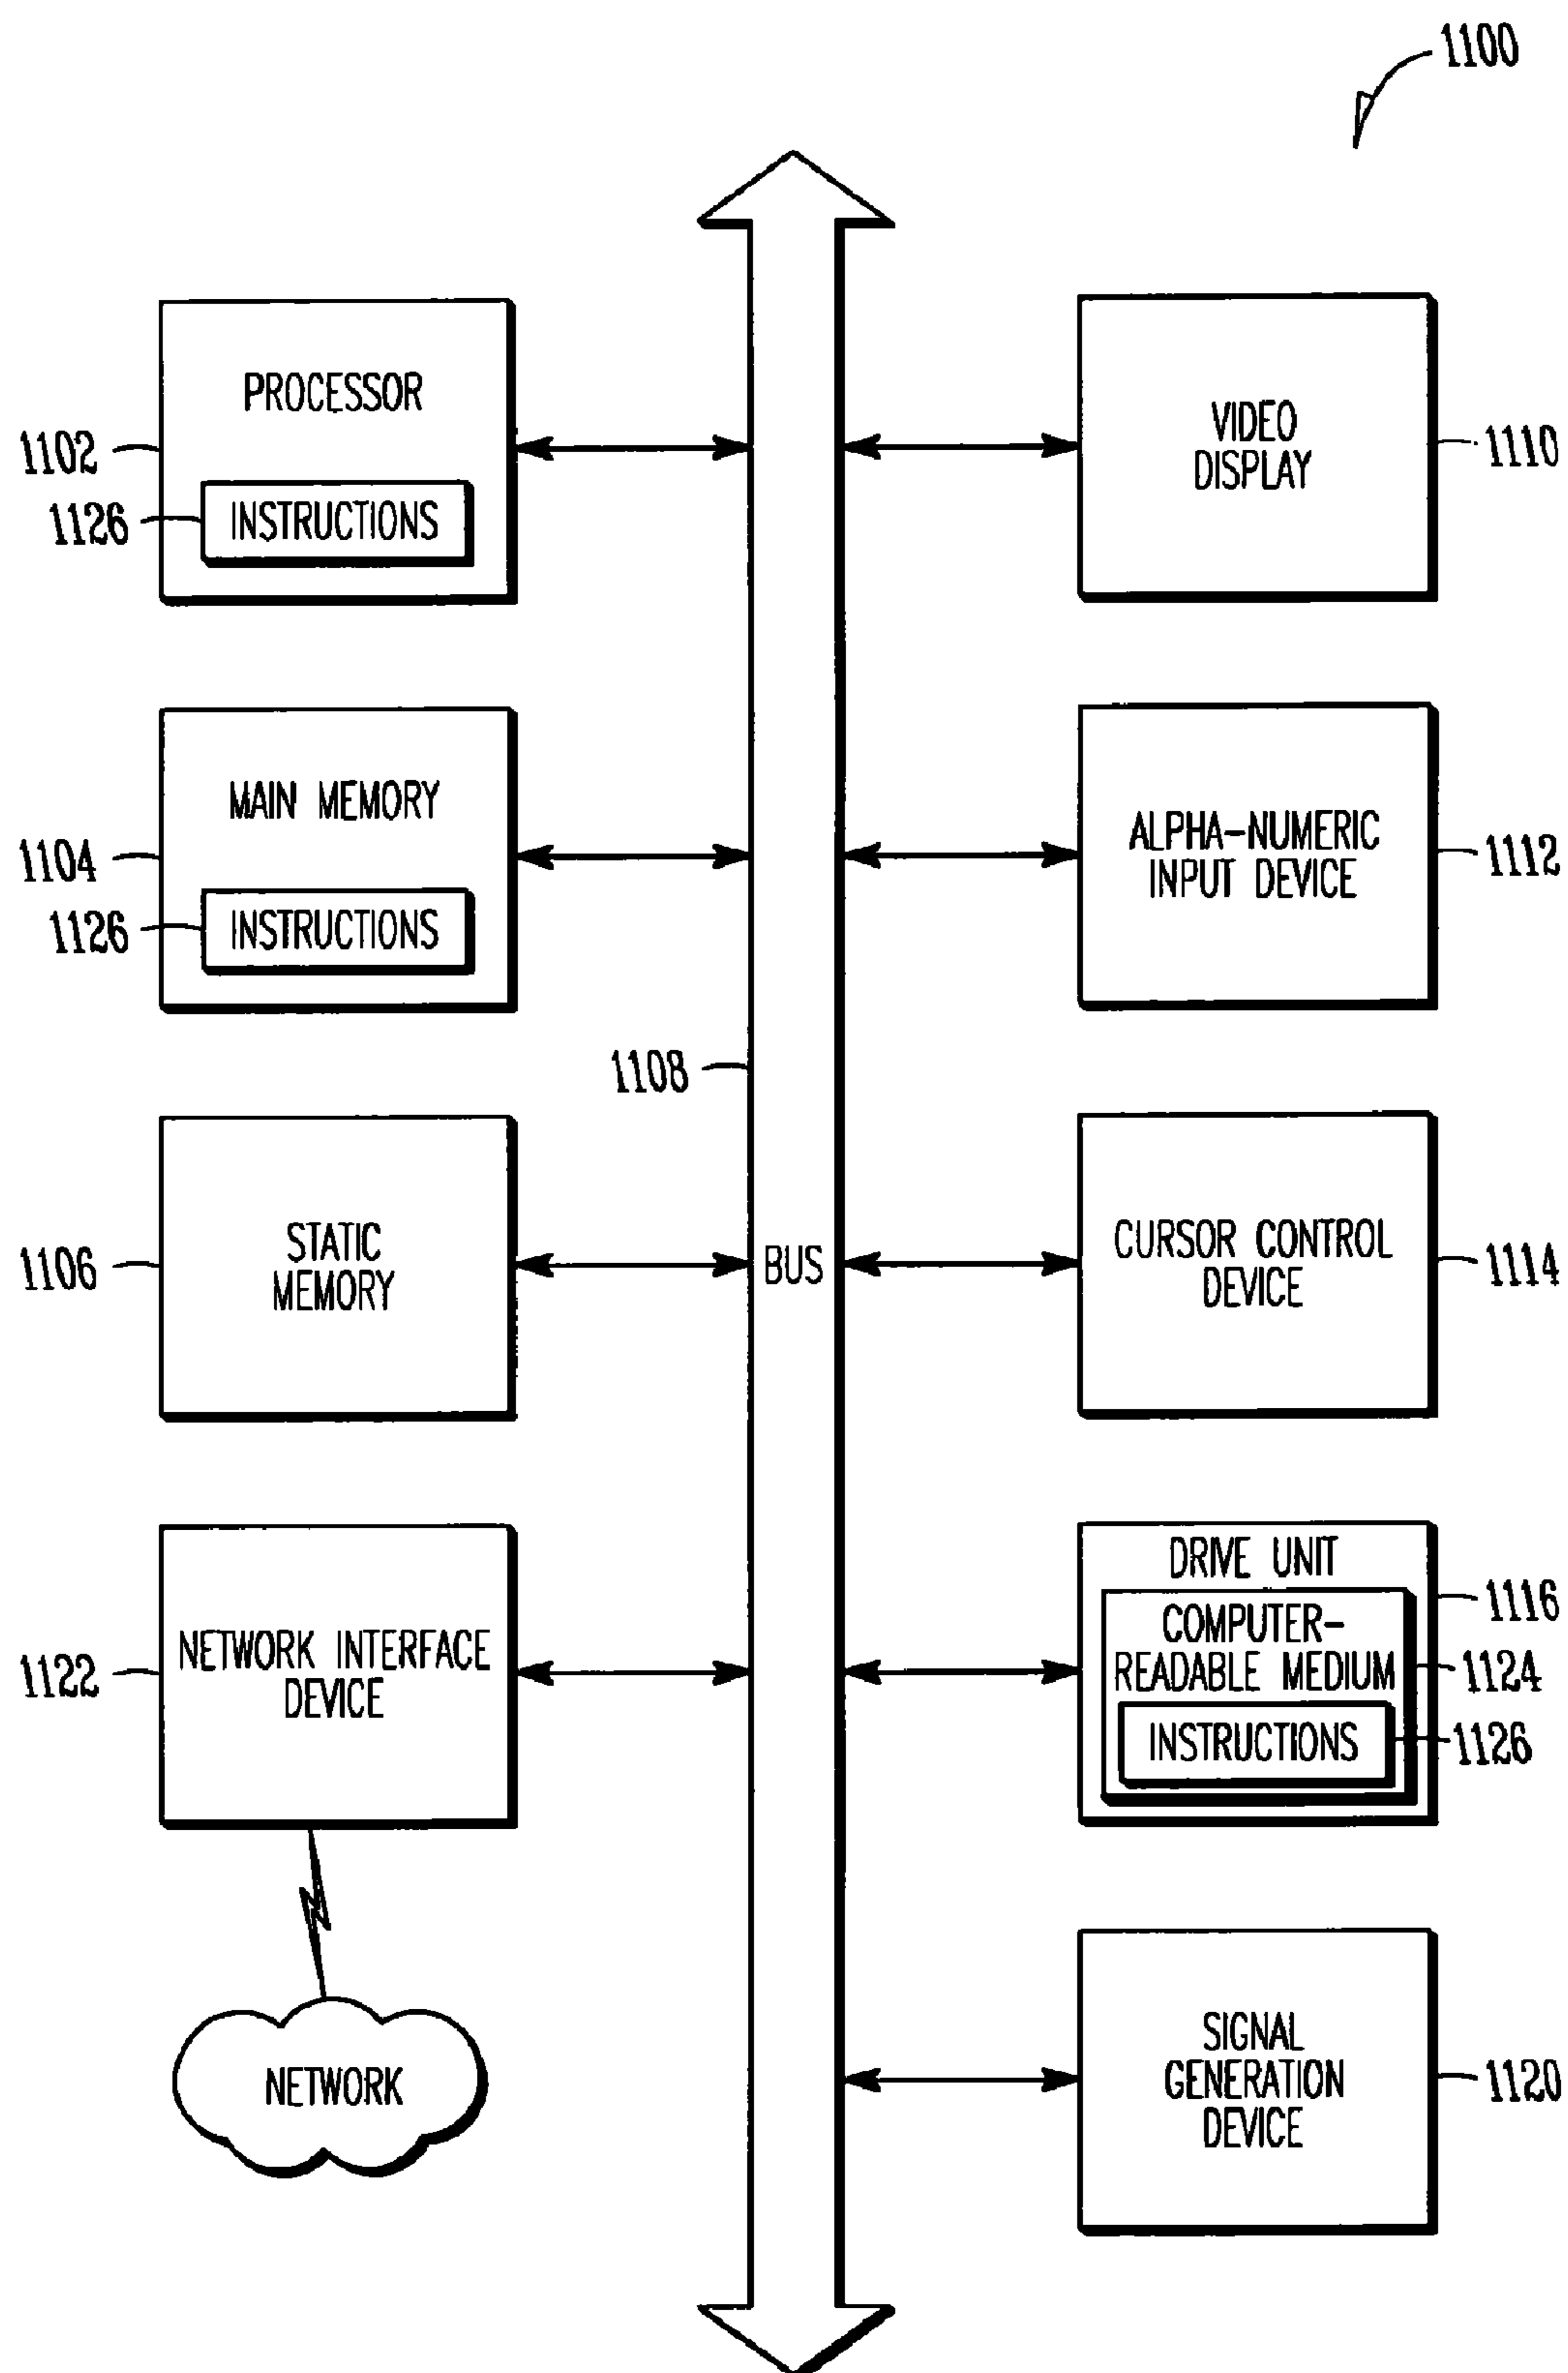 1100
PROCESSOR
1102
1126
INSTRUCTIONS
VIDEO
DISPLAY
1110
MAIN MEMORY
1104
1126
INSTRUCTIONS
ALPHA-NUMERIC
INPUT DEVICE
1112
1108
STATIC
MEMORY
1106
BUS
CURSOR CONTROL
DEVICE
1114
NETWORK INTERFACE
DEVICE
1122
DRIVE UNIT
1116
COMPUTER-
READABLE MEDIUM
1124
INSTRUCTIONS
1126
NETWORK
SIGNAL
GENERATION
DEVICE
1120